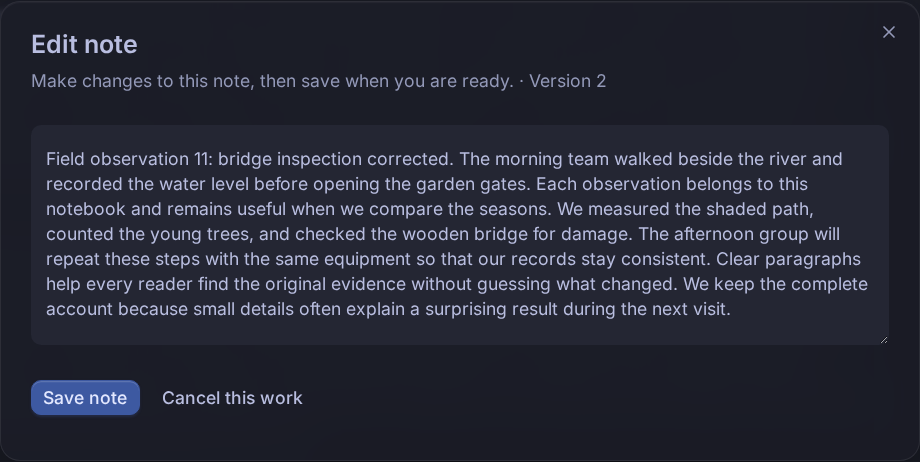 Edit note
Make changes to this note, then save when you are ready. · Version 2
Field observation 11: bridge inspection corrected. The morning team walked beside the river and
recorded the water level before opening the garden gates. Each observation belongs to this
notebook and remains useful when we compare the seasons. We measured the shaded path,
counted the young trees, and checked the wooden bridge for damage. The afternoon group will
repeat these steps with the same equipment so that our records stay consistent. Clear paragraphs
help every reader find the original evidence without guessing what changed. We keep the complete
account because small details often explain a surprising result during the next visit.
Save note
Cancel this work